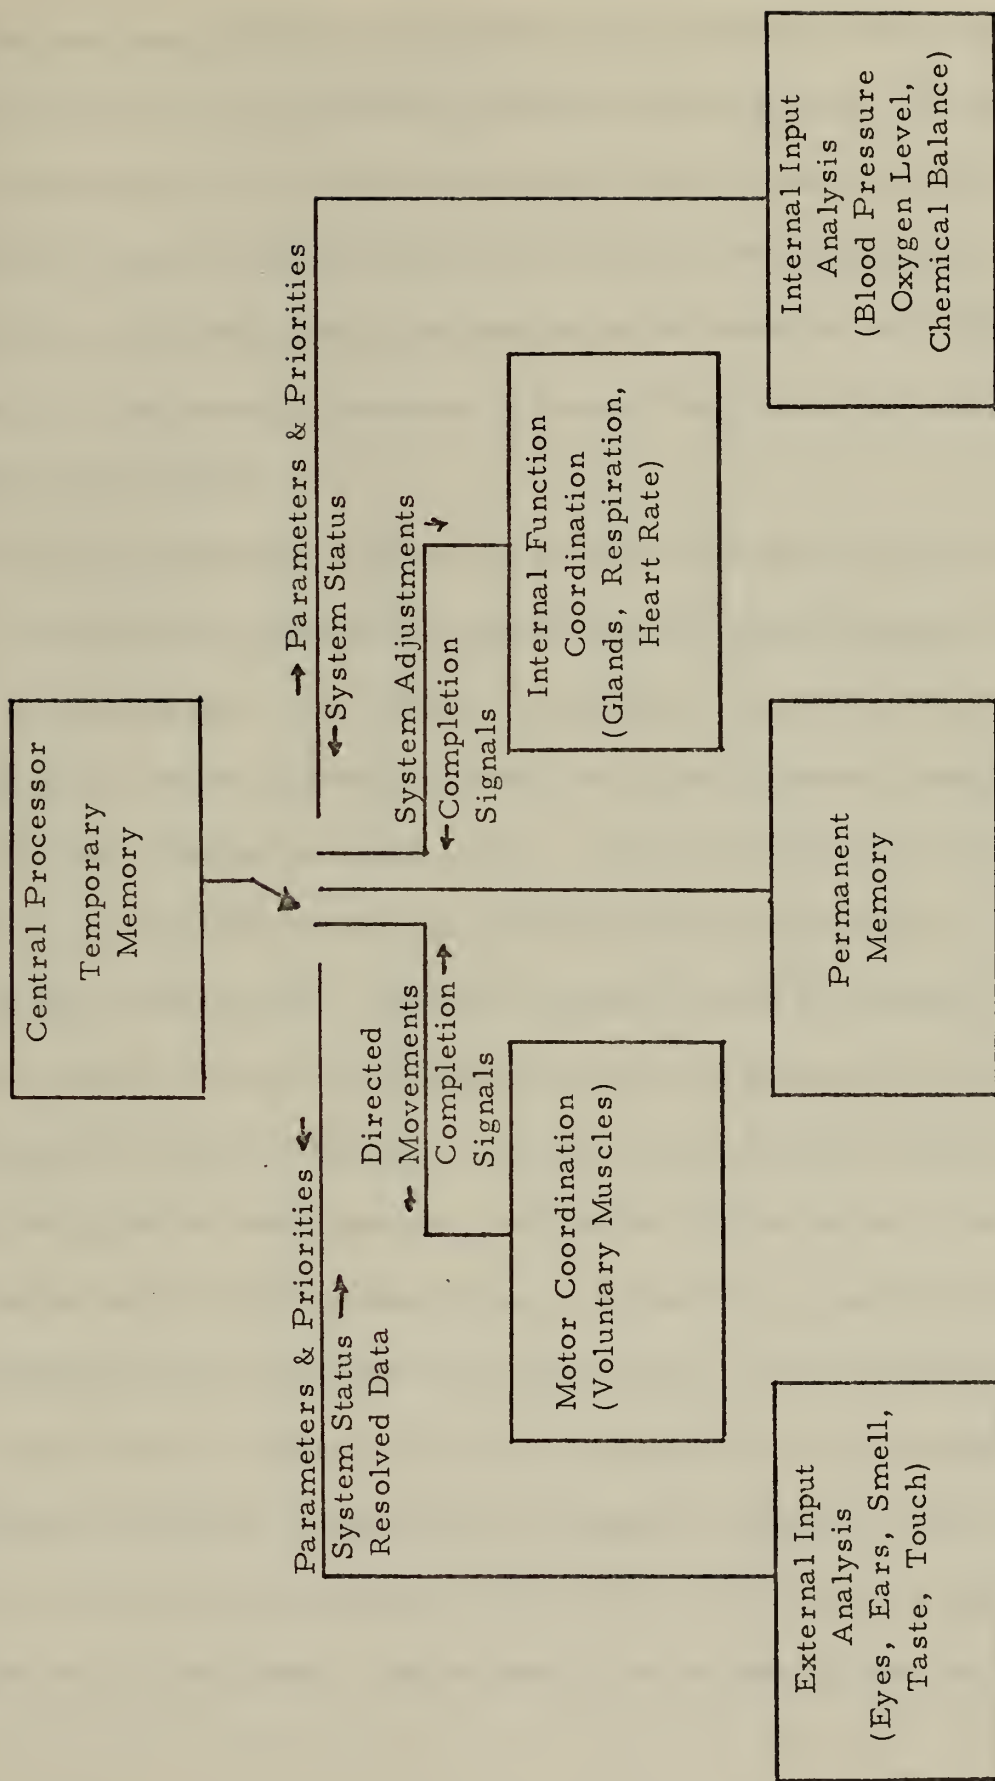 Central Processor
Temporary
Memory
Parameters & Priorities
System Status
Resolved Data
Directed
Movements
Completion
Signals
Parameters & Priorities
System Status
System Adjustments
Completion
Signals
Motor Coordination
(Voluntary Muscles)
Internal Function
Coordination
(Glands, Respiration,
Heart Rate)
External Input
Analysis
(Eyes, Ears, Smell,
Taste, Touch)
Permanent
Memory
Internal Input
Analysis
(Blood Pressure
Oxygen Level,
Chemical Balance)